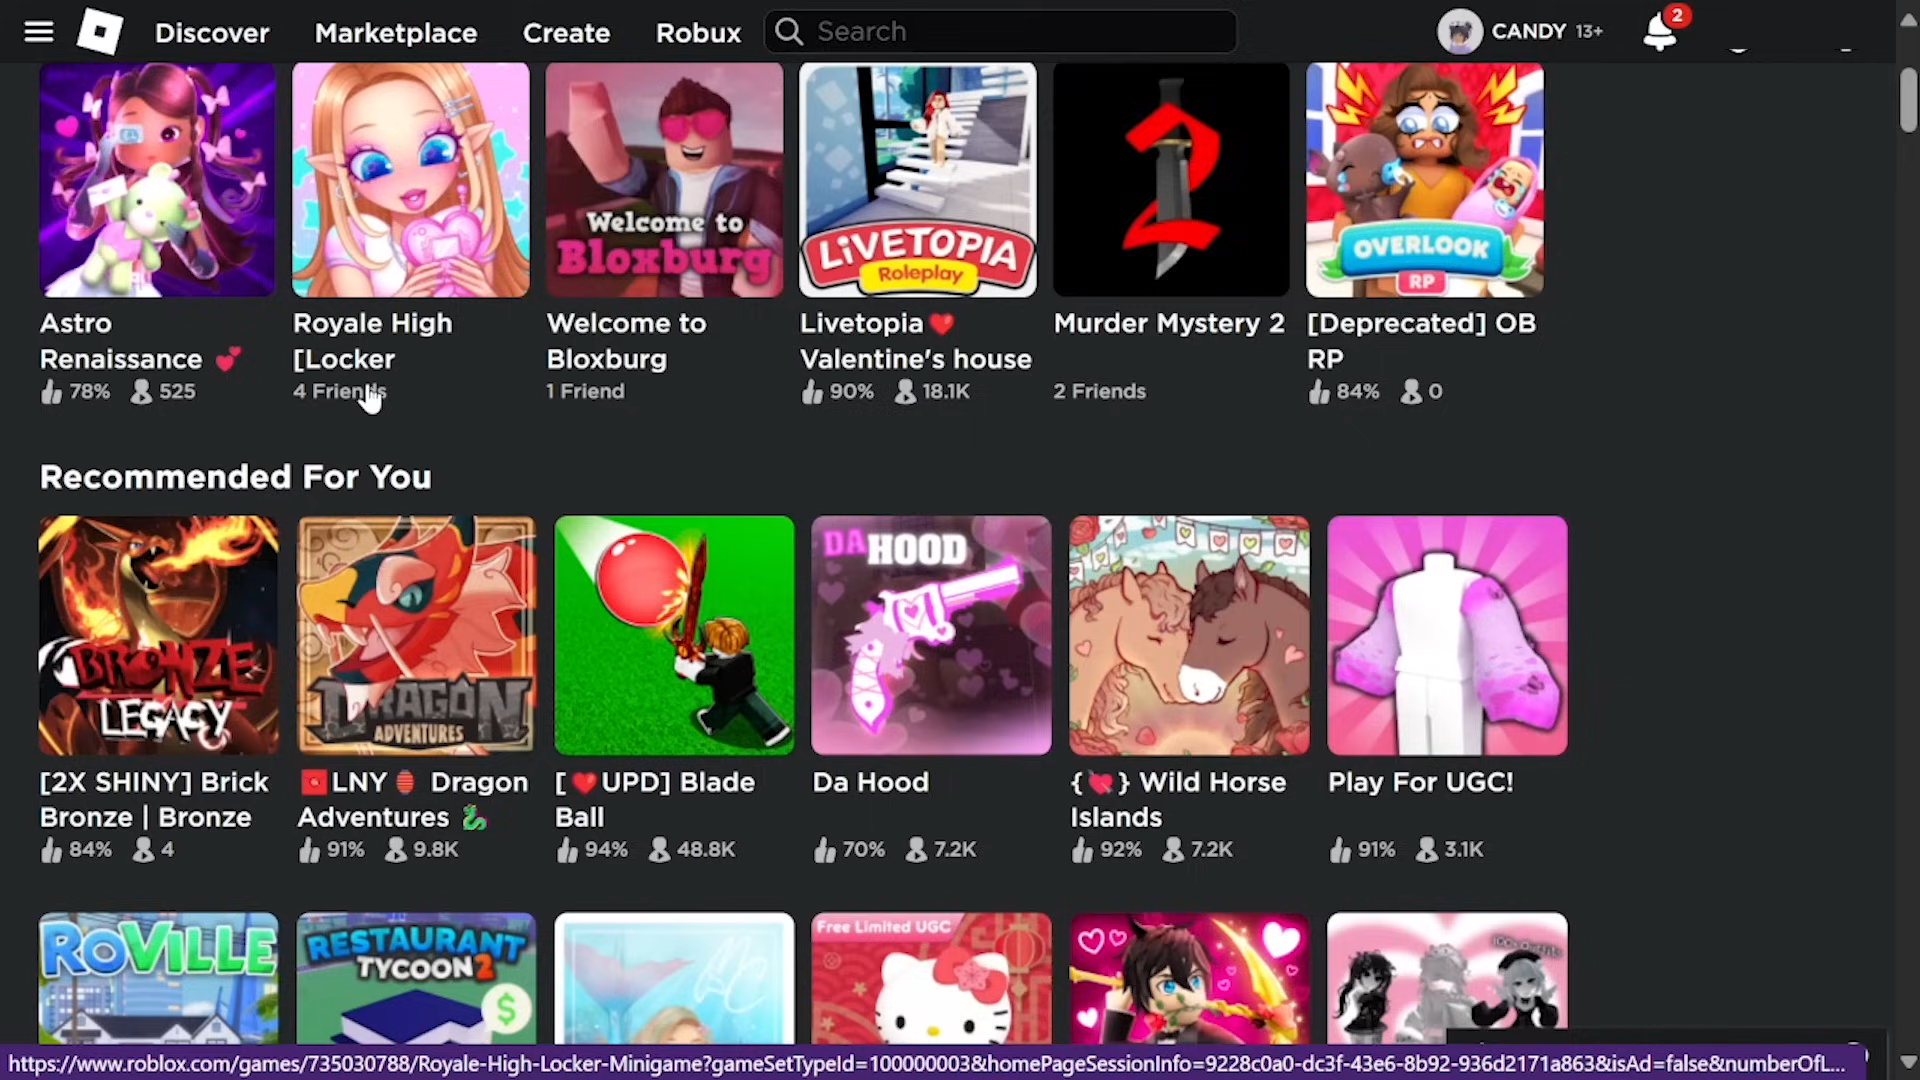 Discover Marketplace Create Robux Search CANDY 13+ 2
Welcome to
Bloxburg
LIVETOPIA
Roleplay
2
OVERLOOK
RP
Astro
Renaissance 💕
78% 525
Royale High
[Locker
4 Friends
Welcome to
Bloxburg
1 Friend
Livetopia❤️
Valentine's house
90% 18.1K
Murder Mystery 2
2 Friends
[Deprecated] OB
RP
84% 0
Recommended For You
BRONZE
LEGACY
DRAGON
ADVENTURES
DA HOOD
[2X SHINY] Brick
Bronze | Bronze
84% 4
🧧LNY🏮 Dragon
Adventures 🐉
91% 9.8K
[❤️UPD] Blade
Ball
94% 48.8K
Da Hood
70% 7.2K
{💘} Wild Horse
Islands
92% 7.2K
Play For UGC!
91% 3.1K
ROVILLE
RESTAURANT
TYCOON 2
$
Free Limited UGC
https://www.roblox.com/games/735030788/Royale-High-Locker-Minigame?gameSetTypeId=100000003&homePageSessionInfo=9228c0a0-dc3f-43e6-8b92-936d2171a863&isAd=false&numberOfL...